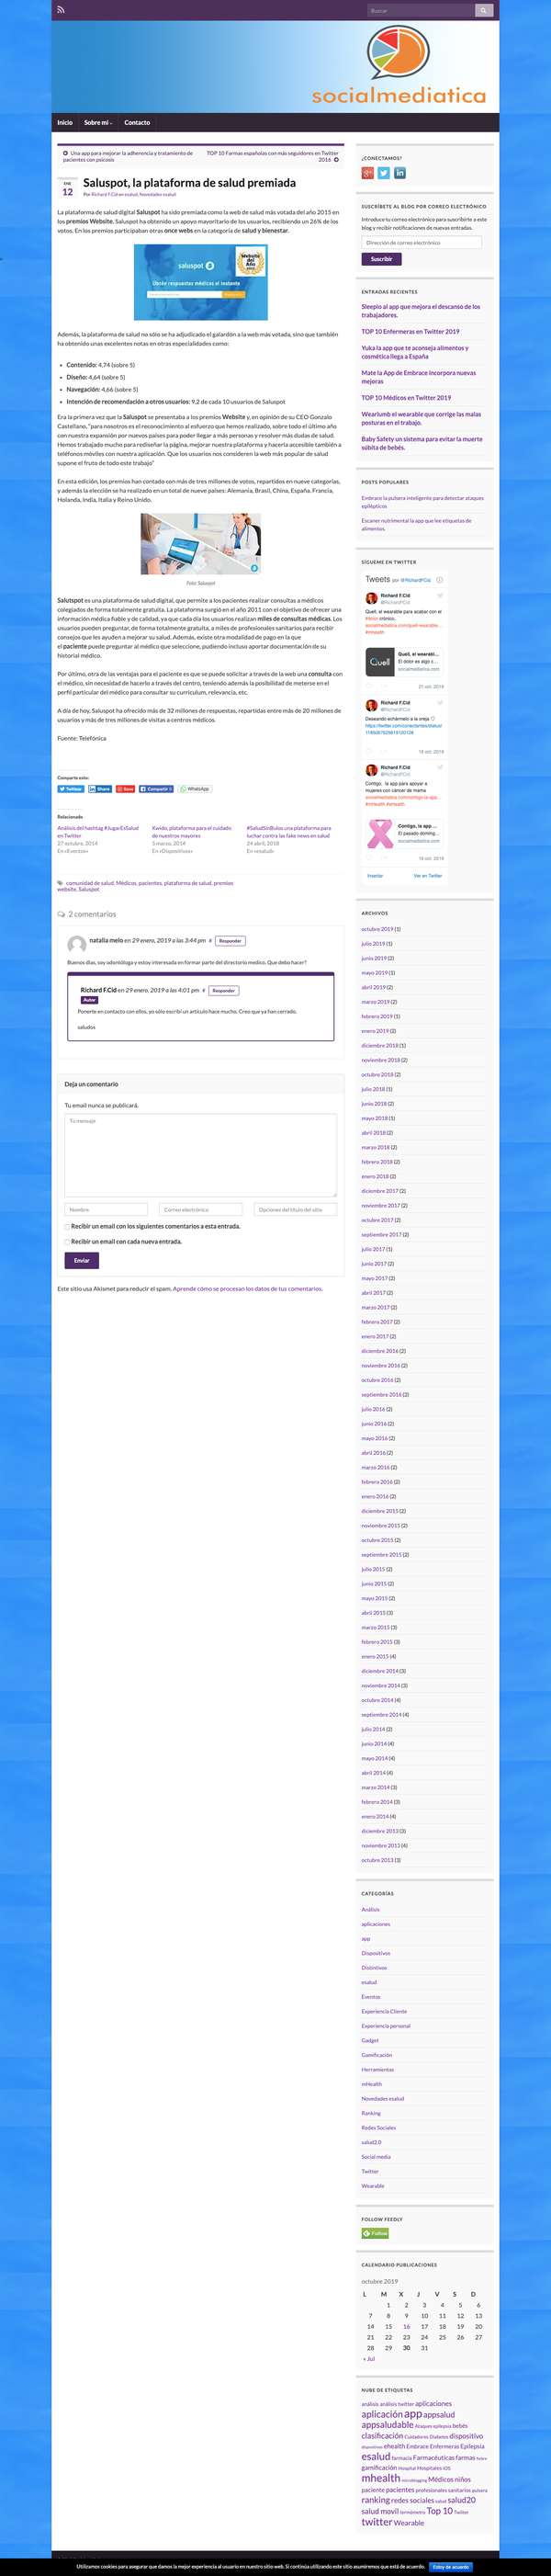 Buscar
socialmediatica
Inicio
Sobre mi
Contacto
Una app para mejorar la adherencia y tratamiento de
pacientes con psicosis
TOP 10 Farmas españolas con más seguidores en Twitter
2016
ENE
12
Saluspot, la plataforma de salud premiada
Por Richard F.Cid en esalud, Novedades esalud
La plataforma de salud digital Saluspot ha sido premiada como la web de salud más votada del año 2015 en
los premios Website. Basado en un apoyo mayoritario de los usuarios, recibiendo un 26% de los
votos. En los premios participaban otras once webs en la categoría de salud y bienestar.
saluspot
Website
del
Año
Obtén respuestas médicas al instante
Además, la plataforma de salud no sólo se ha adjudicado el galardón a la web más votada, sino que también
ha obtenido unas excelentes notas en otras especialidades como:
Contenido: 4,74 (sobre 5)
Diseño: 4,64 (sobre 5)
Navegación: 4,66 (sobre 5)
Intención de recomendación a otros usuarios: 9,2 de cada 10 usuarios de Saluspot
Era la primera vez que la Saluspot se presentaba a los premios Website y, en opinión de su CEO Gonzalo
Castellano, "para nosotros es el reconocimiento al esfuerzo que hemos realizado, sobre todo el último año
con nuestra expansión por nuevos países para poder llegar a más personas y resolver más dudas de salud.
Hemos trabajado mucho para rediseñar la página, mejorar nuestra plataforma y adaptarla también a
teléfonos móviles con nuestra aplicación. Que los usuarios nos consideren la web más popular de salud
supone el fruto de todo este trabajo"
En esta edición, los premios han contado con más de tres millones de votos, repartidos en nueve categorías,
y además la elección se ha realizado en un total de nueve países: Alemania, Brasil, China, España, Francia,
Holanda, India, Italia y Reino Unido.
Foto: Saluspot
Salutspot es una plataforma de salud digital, que permite a los pacientes realizar consultas a médicos
colegiados de forma totalmente gratuita. La plataforma surgió en el año 2011 con el objetivo de ofrecer una
información médica fiable y de calidad, ya que cada día los usuarios realizan miles de consultas médicas. Los
usuarios pueden preguntar de forma totalmente gratuita, a miles de profesionales sanitarios para recibir
consejos que les ayuden a mejorar su salud. Además, existe una modalidad de pago en la que
el paciente puede preguntar al médico que seleccione, pudiendo incluso aportar documentación de su
historial médico.
Por último, otra de las ventajas para el paciente es que se puede solicitar a través de la web una consulta con
el médico, y también hacerlo a un determinado centro, teniendo además la posibilidad de meterse en el
perfil particular del médico para consultar su currículum, relevancia, etc.
A día de hoy, Saluspot ha ofrecido más de 32 millones de respuestas, repartidas entre más de 20 millones de
usuarios y más de tres millones de visitas a centros médicos.
Fuente: Telefónica
Comparte esto:
Twittear
Share
Save
Compartir
WhatsApp
Relacionado
Análisis del hashtag #JugarEsSalud
en Twitter
27 octubre, 2014
En «Eventos»
Kwido, plataforma para el cuidado
de nuestros mayores
5 marzo, 2014
En «Dispositivos»
#SaludSinBulos una plataforma para
luchar contra las fake news en salud
24 abril, 2018
En «esalud»
comunidad de salud, Médicos, pacientes, plataforma de salud, premios
website, Saluspot
2 comentarios
natalia melo en 29 enero, 2019 a las 3:44 pm # Responder
Buenos días, soy odontóloga y estoy interesada en formar parte del directorio medico. Que debo hacer?
Richard F.Cid en 29 enero, 2019 a las 4:01 pm # Responder
Autor
Ponerte en contacto con ellos, yo sólo escribí un artículo hace mucho. Creo que ya han cerrado.
saludos
Deja un comentario
Tu email nunca se publicará.
Tu mensaje
Nombre
Correo electrónico
Opciones del título del sitio
Recibir un email con los siguientes comentarios a esta entrada.
Recibir un email con cada nueva entrada.
Enviar
Este sitio usa Akismet para reducir el spam. Aprende cómo se procesan los datos de tus comentarios.
¿CONECTAMOS?
SUSCRÍBETE AL BLOG POR CORREO ELECTRÓNICO
Introduce tu correo electrónico para suscribirte a este
blog y recibir notificaciones de nuevas entradas.
Dirección de correo electrónico
Suscribir
ENTRADAS RECIENTES
Sleepio al app que mejora el descanso de los
trabajadores.
TOP 10 Enfermeras en Twitter 2019
Yuka la app que te aconseja alimentos y
cosmética llega a España
Mate la App de Embrace incorpora nuevas
mejoras
TOP 10 Médicos en Twitter 2019
Wearlumb el wearable que corrige las malas
posturas en el trabajo.
Baby Safety un sistema para evitar la muerte
súbita de bebés.
POSTS POPULARES
Embrace la pulsera inteligente para detectar ataques
epilépticos
Escaner nutrimental la app que lee etiquetas de
alimentos.
SÍGUEME EN TWITTER
Tweets por @RichardFCid
Richard F.Cid
@RichardFCid
Quell, el wearable para acabar con el
#dolor crónico.
socialmediatica.com/quell-wearable...
#mHealth
Quell, el wearabl...
El dolor es algo c...
socialmediatica.com
21 oct. 2019
Richard F.Cid
@RichardFCid
Deseando echármelo a la oreja
19 oct. 2019
Richard F.Cid
@RichardFCid
Contigo, la app para apoyar a
mujeres con cáncer de mama
socialmediatica.com/contigo-la-app...
#mHealth #eHealth
Contigo, la app ...
El pasado doming...
socialmediatica.com
18 oct. 2019
Insertar
Ver en Twitter
ARCHIVOS
octubre 2019 (1)
julio 2019 (1)
junio 2019 (2)
mayo 2019 (1)
abril 2019 (2)
marzo 2019 (2)
febrero 2019 (1)
enero 2019 (2)
diciembre 2018 (1)
noviembre 2018 (2)
octubre 2018 (2)
julio 2018 (1)
junio 2018 (2)
mayo 2018 (1)
abril 2018 (2)
marzo 2018 (2)
febrero 2018 (2)
enero 2018 (2)
diciembre 2017 (2)
noviembre 2017 (2)
octubre 2017 (2)
septiembre 2017 (2)
julio 2017 (1)
junio 2017 (2)
mayo 2017 (2)
abril 2017 (2)
marzo 2017 (2)
febrero 2017 (2)
enero 2017 (2)
diciembre 2016 (2)
noviembre 2016 (2)
octubre 2016 (2)
septiembre 2016 (2)
julio 2016 (2)
junio 2016 (2)
mayo 2016 (2)
abril 2016 (2)
marzo 2016 (2)
febrero 2016 (2)
enero 2016 (2)
diciembre 2015 (2)
noviembre 2015 (2)
octubre 2015 (2)
septiembre 2015 (2)
julio 2015 (2)
junio 2015 (2)
mayo 2015 (2)
abril 2015 (3)
marzo 2015 (3)
febrero 2015 (3)
enero 2015 (4)
diciembre 2014 (3)
noviembre 2014 (3)
octubre 2014 (4)
septiembre 2014 (4)
julio 2014 (2)
junio 2014 (4)
mayo 2014 (4)
abril 2014 (4)
marzo 2014 (3)
febrero 2014 (3)
enero 2014 (4)
diciembre 2013 (3)
noviembre 2013 (4)
octubre 2013 (3)
CATEGORÍAS
Análisis
aplicaciones
app
Dispositivos
Distintivos
esalud
Eventos
Experiencia Cliente
Experiencia personal
Gadget
Gamificación
Herramientas
mHealth
Novedades esalud
Ranking
Redes Sociales
salud2.0
Social media
Twitter
Wearable
FOLLOW FEEDLY
Follow
CALENDARIO PUBLICACIONES
octubre 2019
L M X J V S D
1 2 3 4 5 6
7 8 9 10 11 12 13
14 15 16 17 18 19 20
21 22 23 24 25 26 27
28 29 30 31
« Jul
NUBE DE ETIQUETAS
análisis análisis twitter aplicaciones
aplicación app appsalud
appsaludable Ataques epilepsia bebés
clasificación Cuidadores Diabetes dispositivo
dispositivos ehealth Embrace Enfermeras Epilepsia
esalud farmacia Farmacéuticas farmas
gamificación Hospital Hospitales iOS
mhealth microblogging Médicos niños
paciente pacientes profesionales sanitarios pulsera
ranking redes sociales salud salud20
salud movil termómetro Top 10 Twitter
twitter Wearable
Utilizamos cookies para asegurar que damos la mejor experiencia al usuario en nuestro sitio web. Si continúa utilizando este sitio asumiremos que está de acuerdo. Estoy de acuerdo